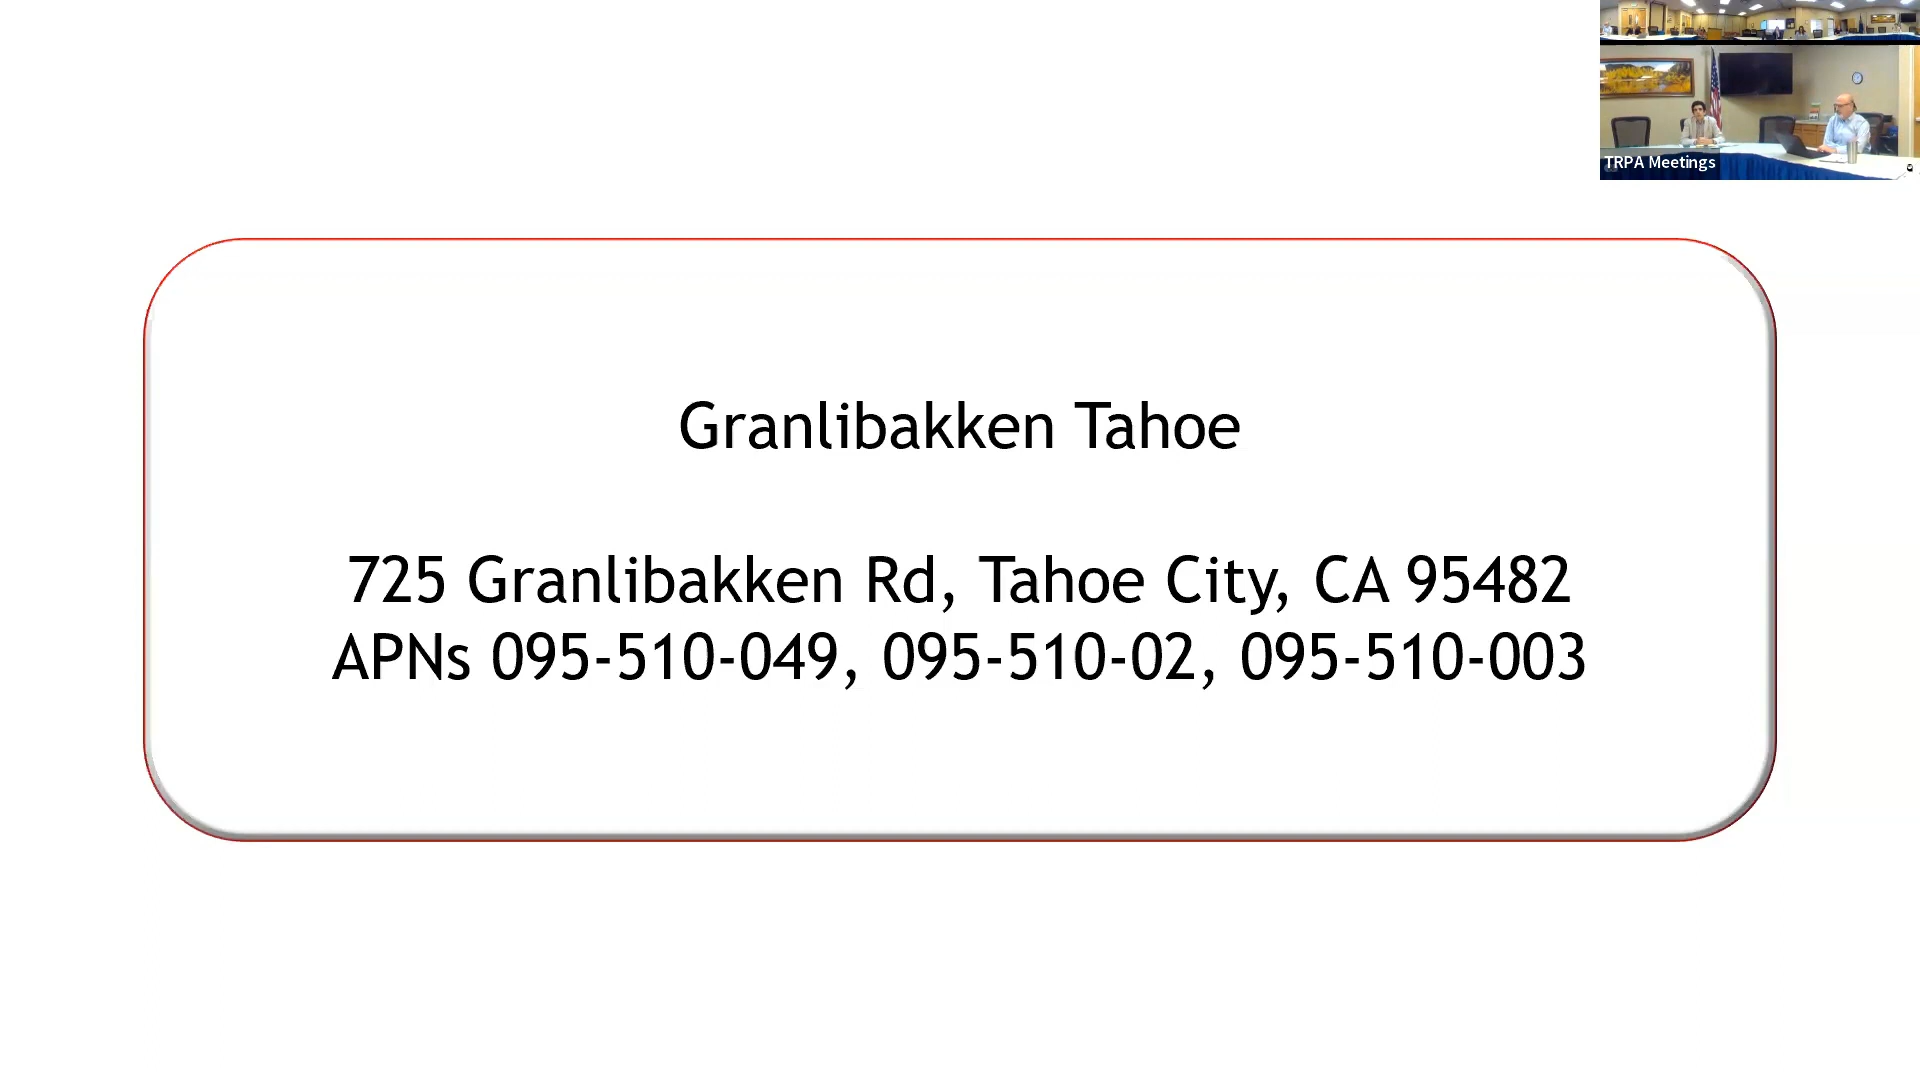 TRPA Meetings
Granlibakken Tahoe
725 Granlibakken Rd, Tahoe City, CA 95482
APNs 095-510-049, 095-510-02, 095-510-003